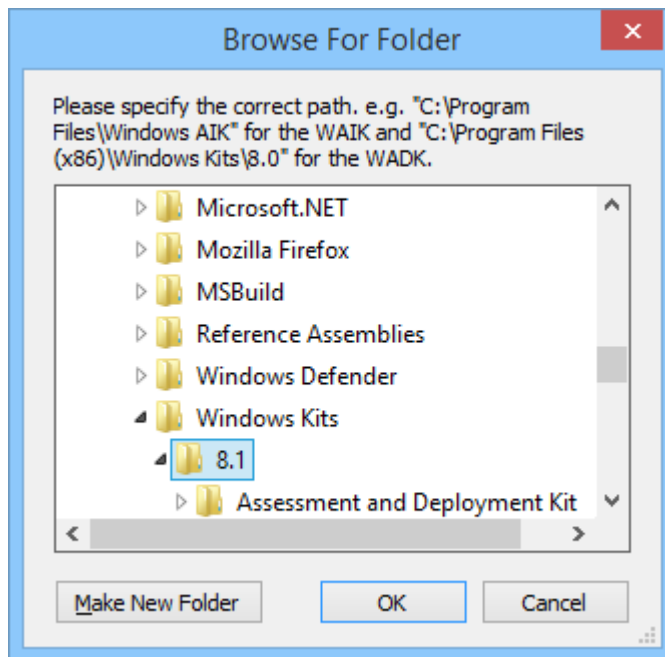 Browse For Folder
Please specify the correct path. e.g. "C:\Program
Files\Windows AIK" for the WAIK and "C:\Program Files
(x86)\Windows Kits\8.0" for the WADK.
Microsoft.NET
Mozilla Firefox
MSBuild
Reference Assemblies
Windows Defender
Windows Kits
8.1
Assessment and Deployment Kit
Make New Folder OK Cancel